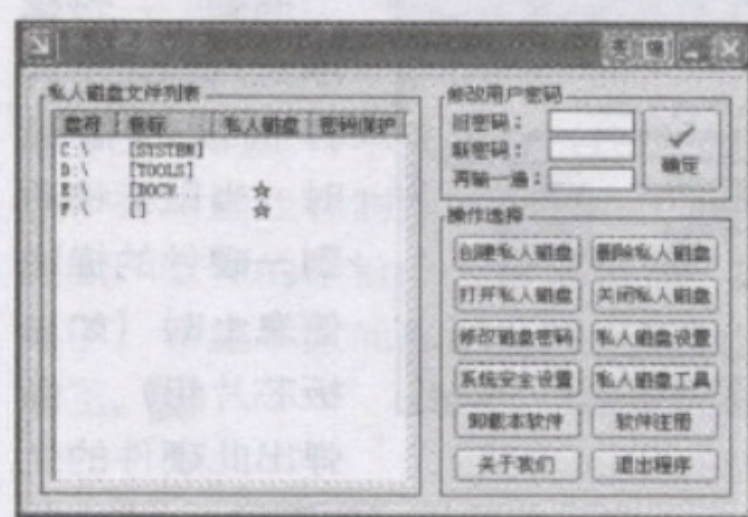 私人磁盘文件列表
盘符 卷标 私人磁盘 密码保护
C:\ [SYSTEM]
D:\ [TOOLS]
E:\ [DOCW ☆
F:\ [] ☆
修改用户密码
旧密码：
新密码：
再输一遍：
确定
操作选择
创建私人磁盘 删除私人磁盘
打开私人磁盘 关闭私人磁盘
修改磁盘密码 私人磁盘设置
系统安全设置 私人磁盘工具
卸载本软件 软件注册
关于我们 退出程序